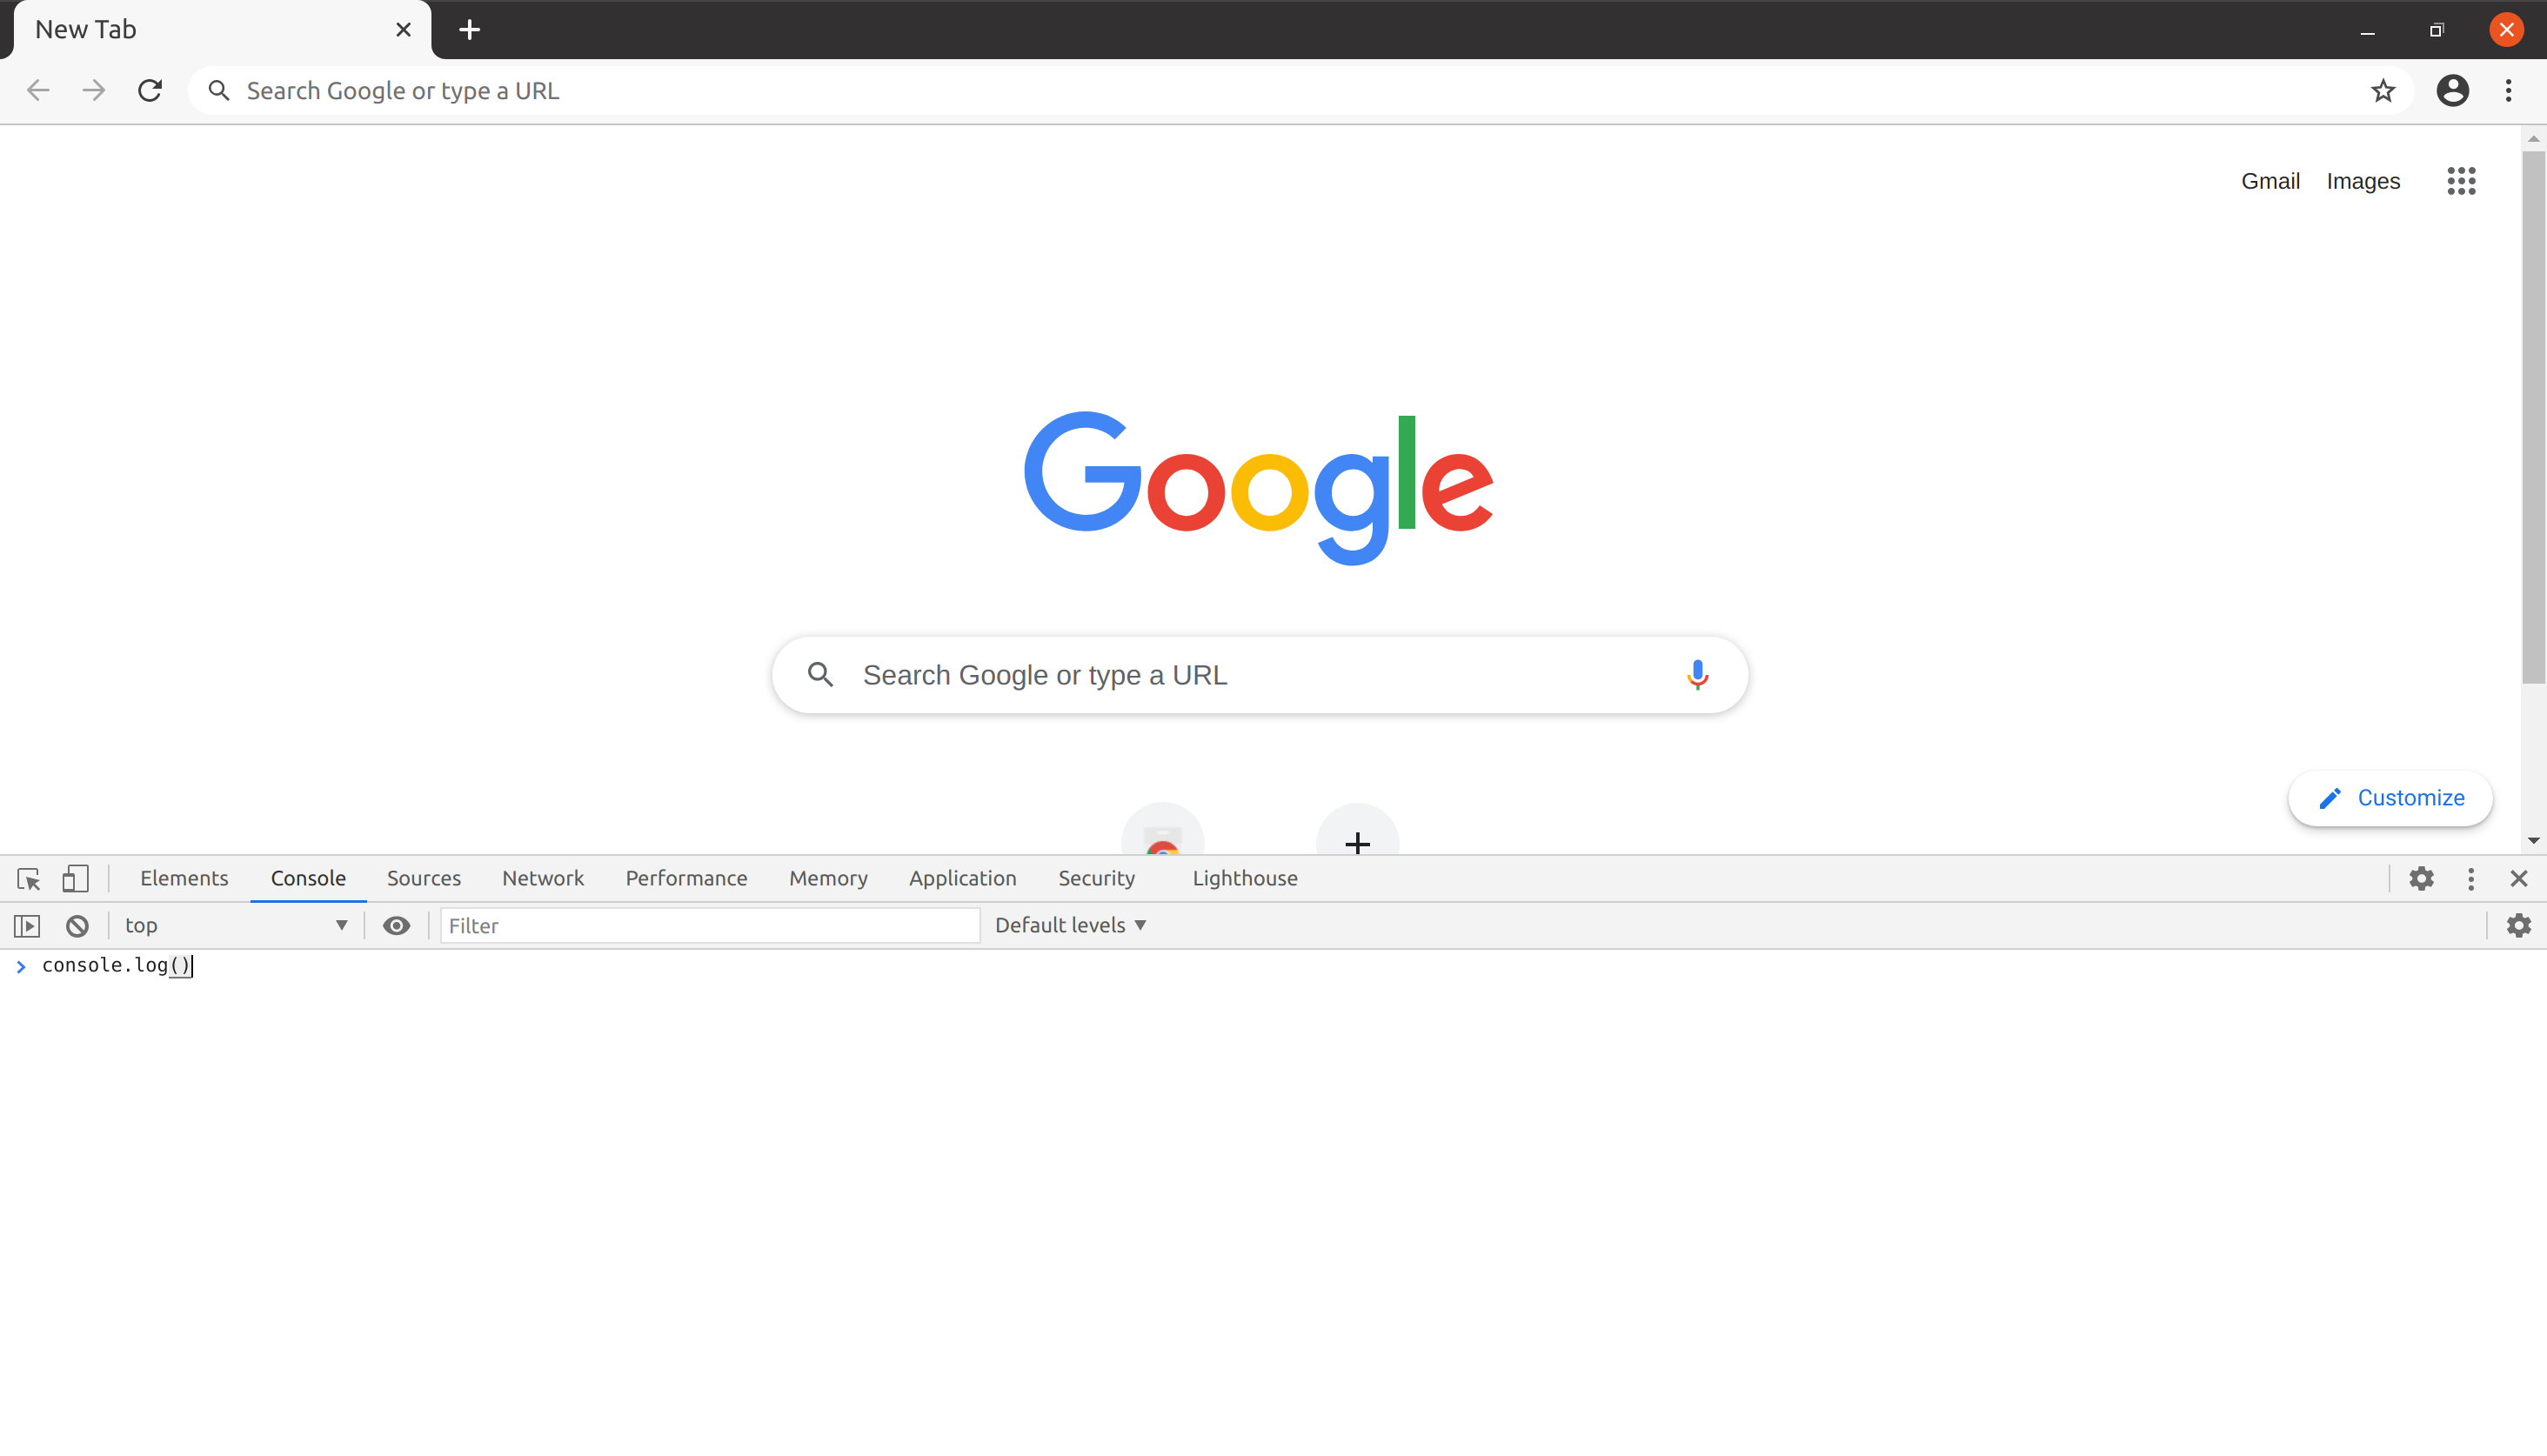 New Tab
Search Google or type a URL
Gmail Images
Google
Search Google or type a URL
Customize
Elements Console Sources Network Performance Memory Application Security Lighthouse
top Filter Default levels
console.log()